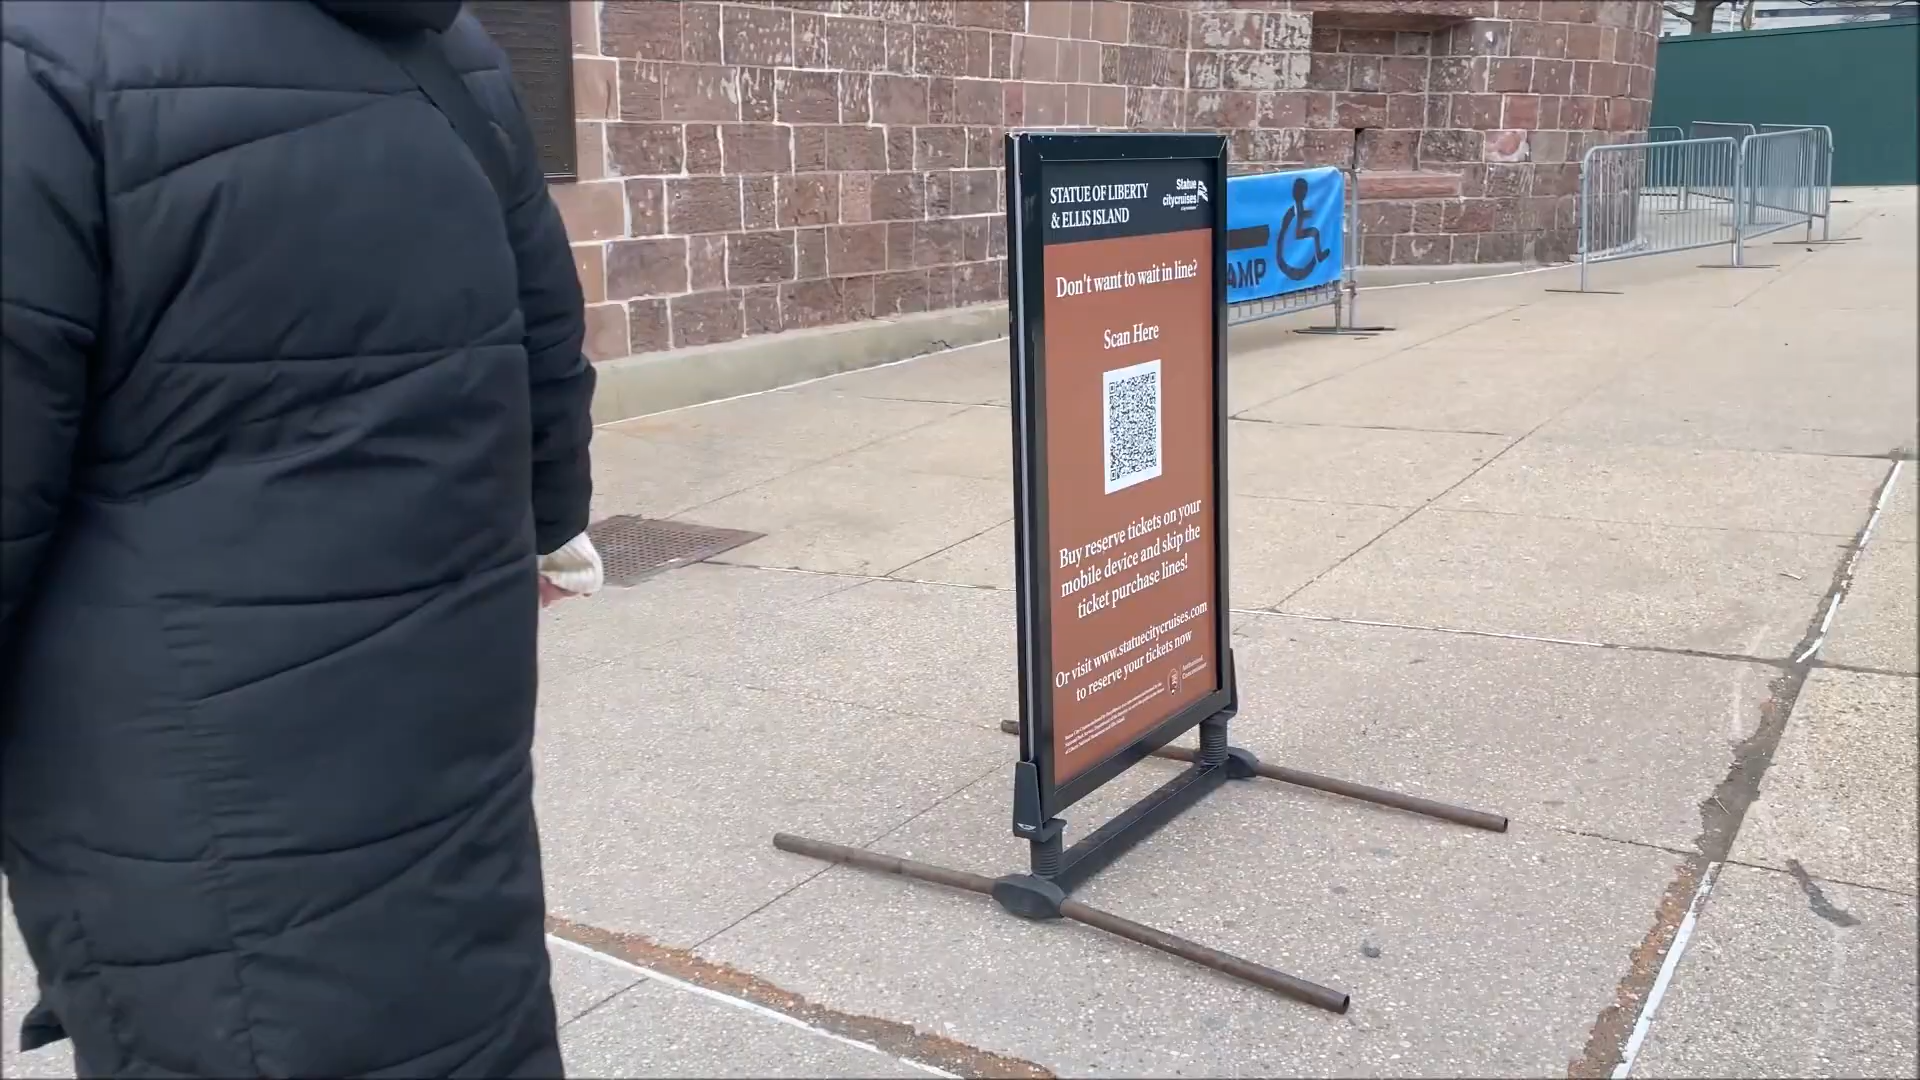 STATUE OF LIBERTY
& ELLIS ISLAND
Statue
citycruises
Don't want to wait in line?
Scan Here
Buy reserve tickets on your
mobile device and skip the
ticket purchase lines!
Or visit www.statuecitycruises.com
to reserve your tickets now
AMP